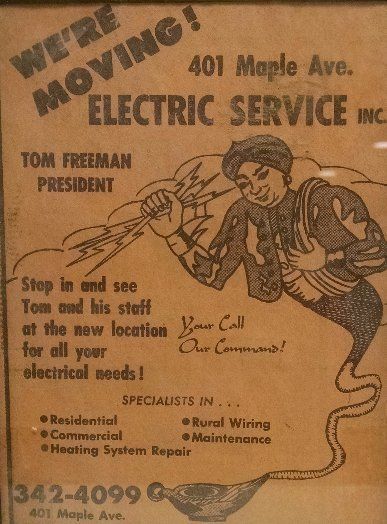 WE'RE
MOVING!
401 Maple Ave.
ELECTRIC SERVICE INC.
TOM FREEMAN
PRESIDENT
Stop in and see
Tom and his staff
at the new location
for all your
electrical needs!
Your Call
Our Command!
SPECIALISTS IN . . .
• Residential
• Commercial
• Heating System Repair
• Rural Wiring
• Maintenance
342-4099
401 Maple Ave.